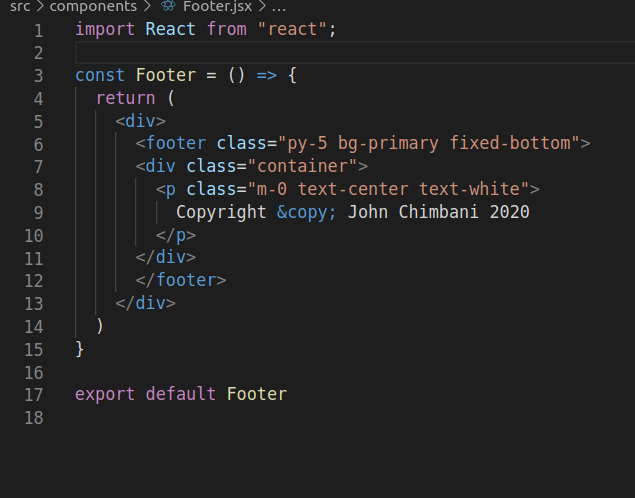 src > components > Footer.jsx > ...
1 import React from "react";
2
3 const Footer = () => {
4 return (
5 <div>
6 <footer class="py-5 bg-primary fixed-bottom">
7 <div class="container">
8 <p class="m-0 text-center text-white">
9 Copyright &copy; John Chimbani 2020
10 </p>
11 </div>
12 </footer>
13 </div>
14 )
15 }
16
17 export default Footer
18